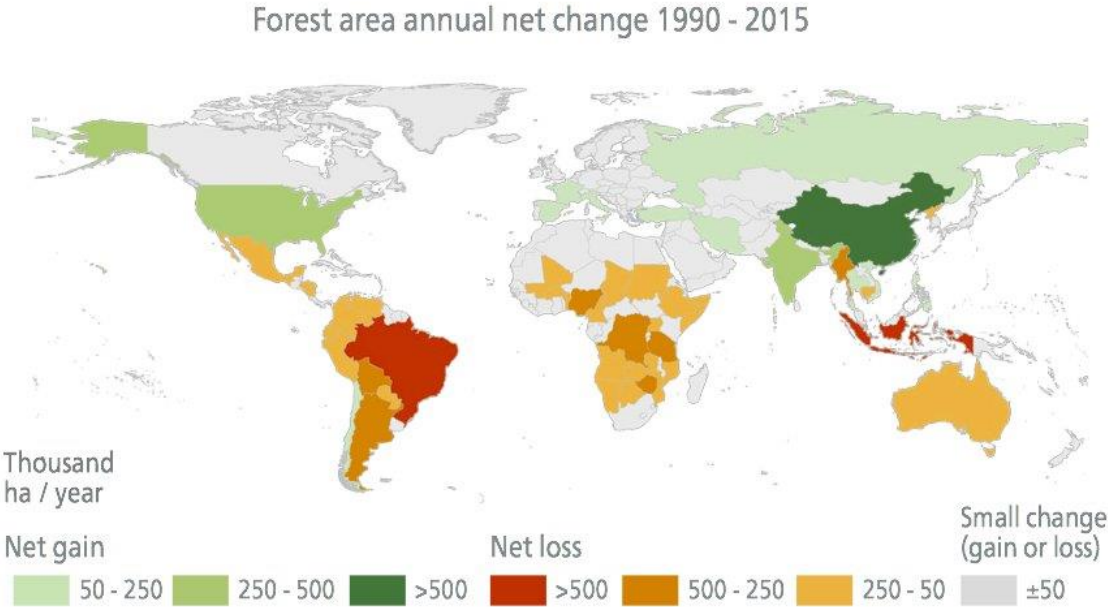 Forest area annual net change 1990 - 2015
Thousand
ha / year
Net gain
50 - 250
250 - 500
>500
Net loss
>500
500 - 250
250 - 50
Small change
(gain or loss)
±50